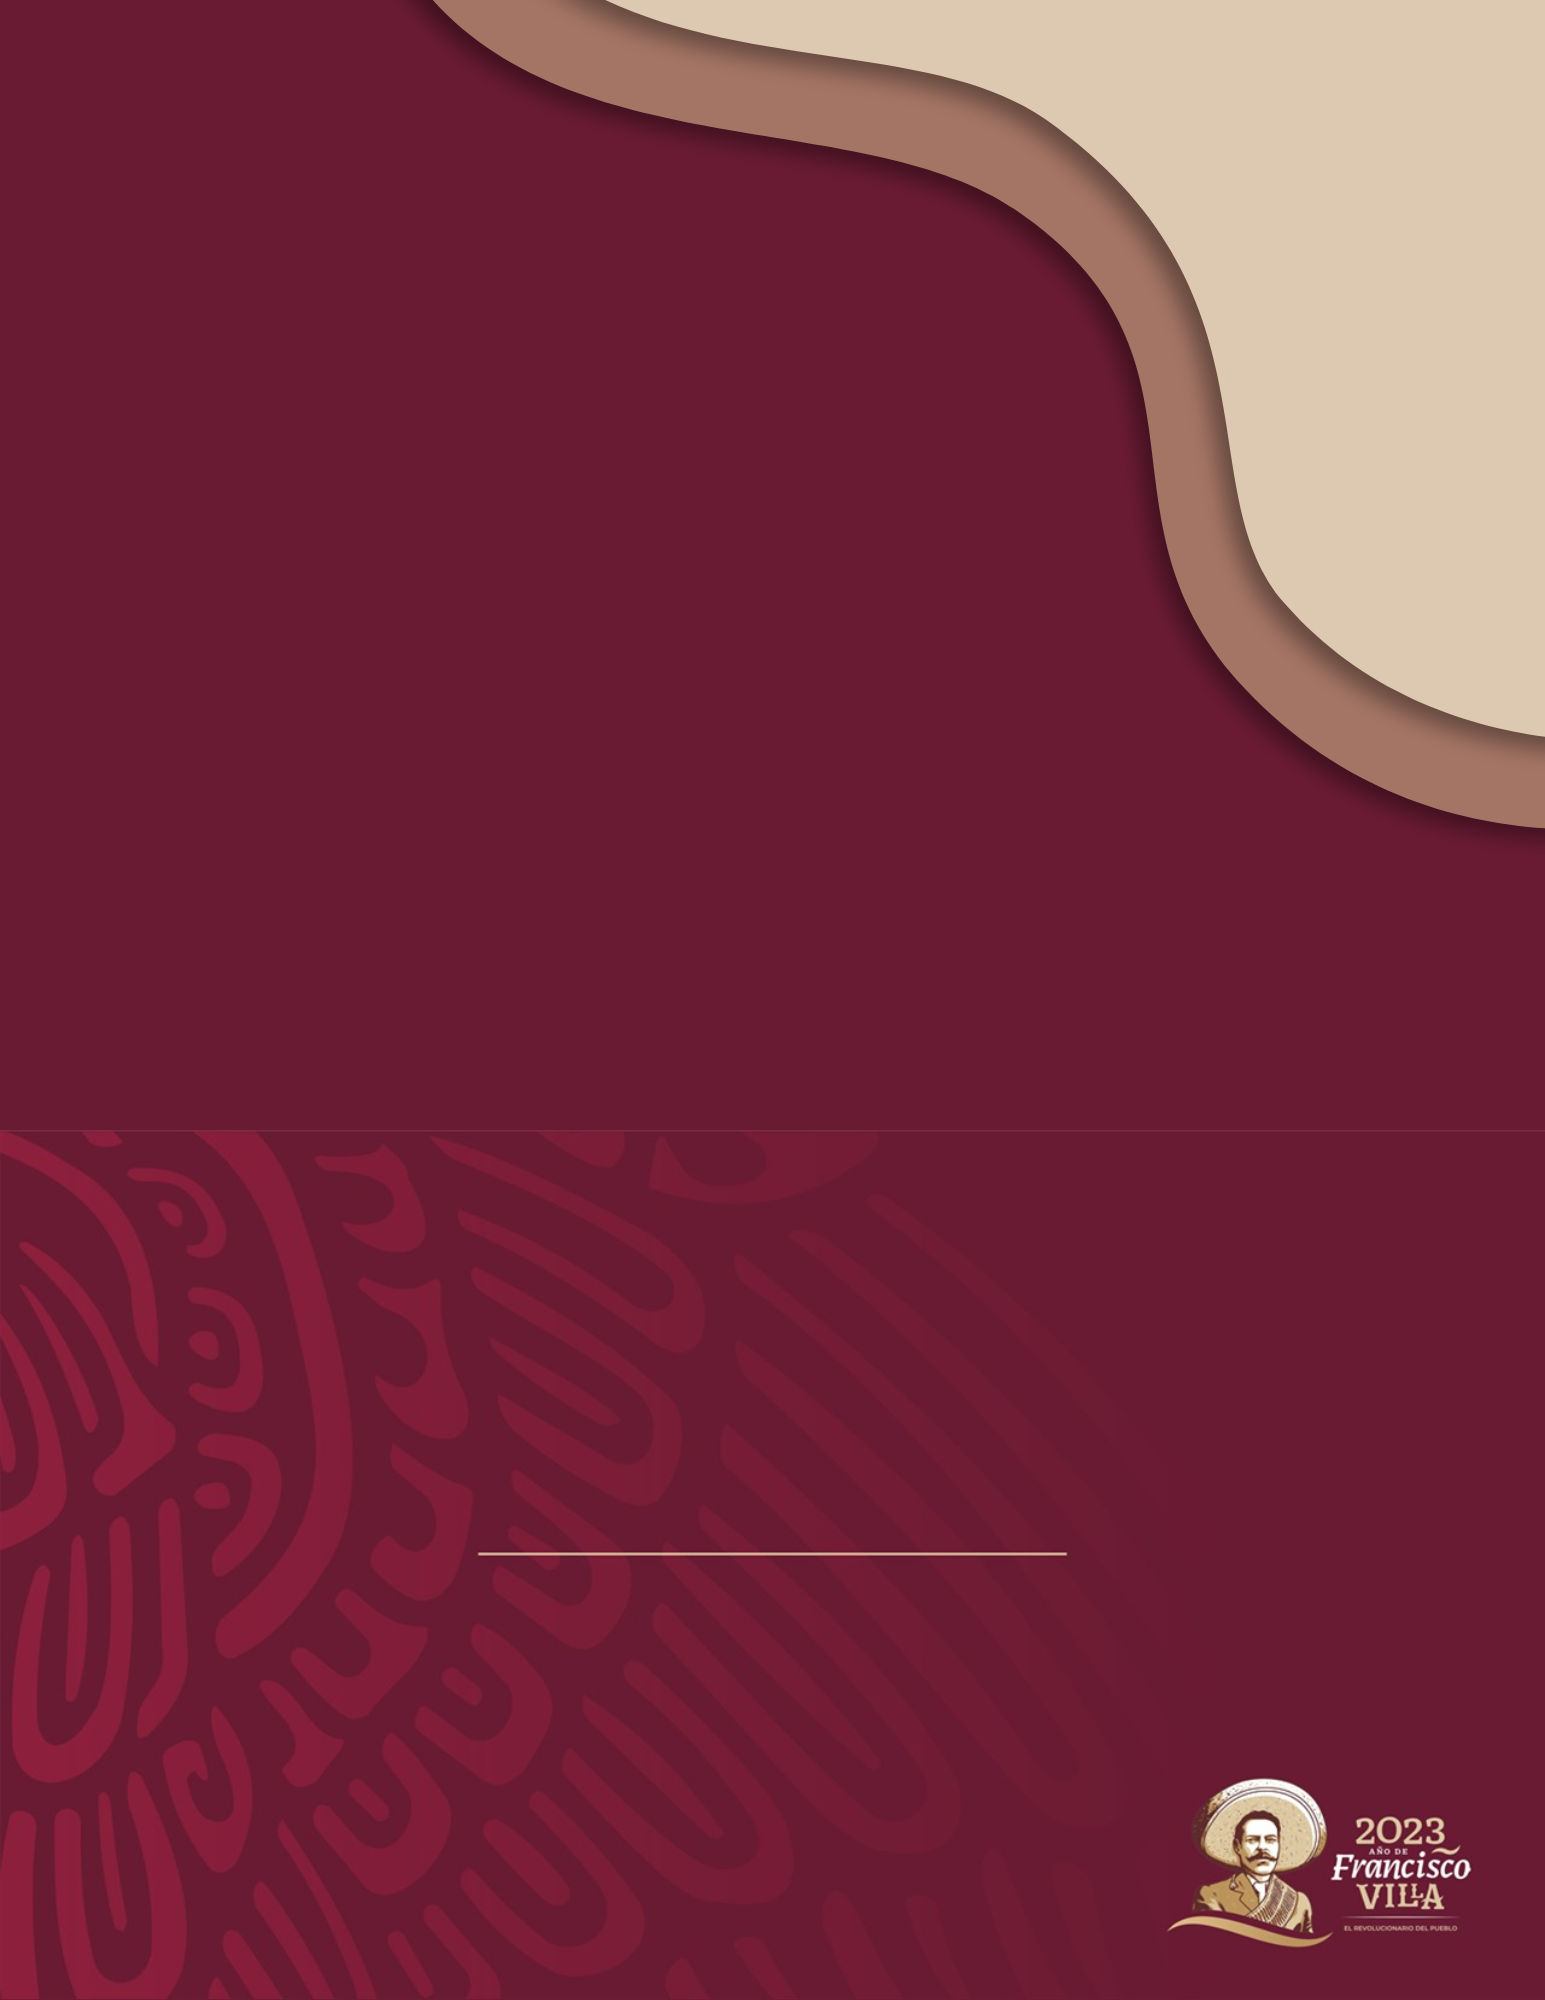 2023
AÑO DE
Francisco
VILLA
EL REVOLUCIONARIO DEL PUEBLO